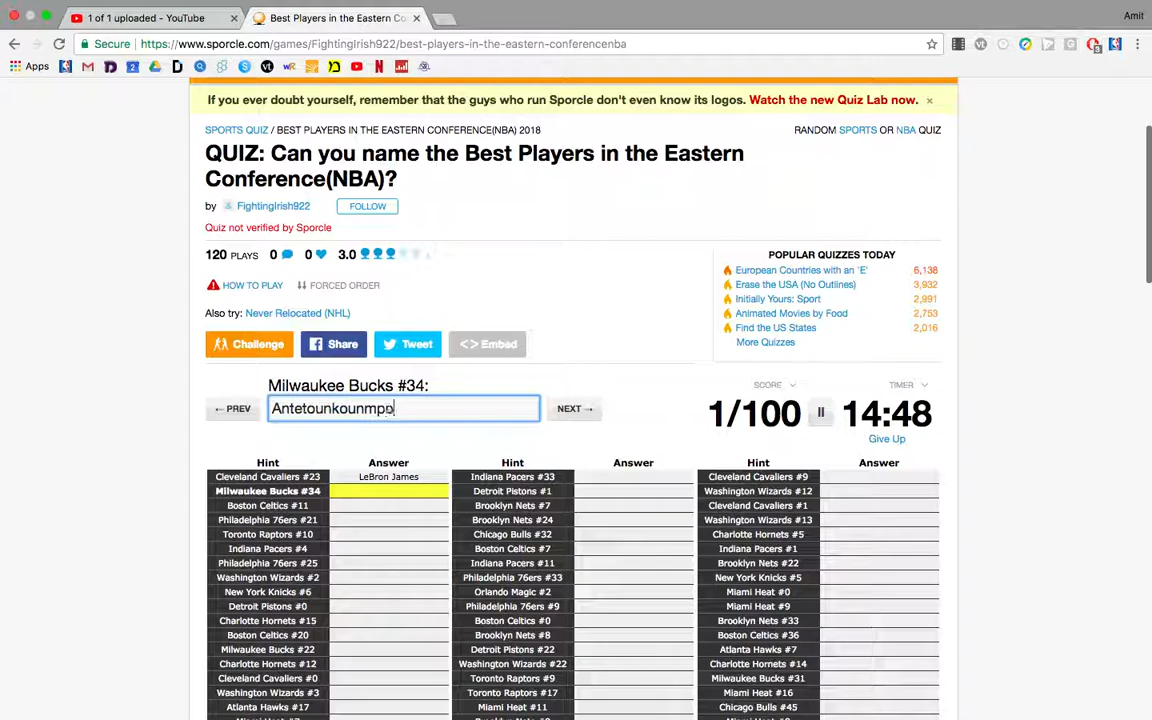 1 of 1 uploaded - YouTube
Best Players in the Eastern Co
Amit
Secure
https://www.sporcle.com/games/FightingIrish922/best-players-in-the-eastern-conferencenba
Apps
If you ever doubt yourself, remember that the guys who run Sporcle don't even know its logos. Watch the new Quiz Lab now.
SPORTS QUIZ / BEST PLAYERS IN THE EASTERN CONFERENCE(NBA) 2018
RANDOM SPORTS OR NBA QUIZ
QUIZ: Can you name the Best Players in the Eastern
Conference(NBA)?
by FightingIrish922 FOLLOW
Quiz not verified by Sporcle
120 PLAYS 0 0 3.0
HOW TO PLAY FORCED ORDER
Also try: Never Relocated (NHL)
Challenge Share Tweet <> Embed
POPULAR QUIZZES TODAY
European Countries with an 'E' 6,138
Erase the USA (No Outlines) 3,932
Initially Yours: Sport 2,991
Animated Movies by Food 2,753
Find the US States 2,016
More Quizzes
Milwaukee Bucks #34:
← PREV Antetounkounmpp NEXT →
SCORE TIMER
1/100 14:48
Give Up
Hint Answer Hint Answer Hint Answer
Cleveland Cavaliers #23 LeBron James Indiana Pacers #33 Cleveland Cavaliers #9
Milwaukee Bucks #34 Detroit Pistons #1 Washington Wizards #12
Boston Celtics #11 Brooklyn Nets #7 Cleveland Cavaliers #1
Philadelphia 76ers #21 Brooklyn Nets #24 Washington Wizards #13
Toronto Raptors #10 Chicago Bulls #32 Charlotte Hornets #5
Indiana Pacers #4 Boston Celtics #7 Indiana Pacers #1
Philadelphia 76ers #25 Indiana Pacers #11 Brooklyn Nets #22
Washington Wizards #2 Philadelphia 76ers #33 New York Knicks #5
New York Knicks #6 Orlando Magic #2 Miami Heat #0
Detroit Pistons #0 Philadelphia 76ers #9 Miami Heat #9
Charlotte Hornets #15 Boston Celtics #0 Brooklyn Nets #33
Boston Celtics #20 Brooklyn Nets #8 Boston Celtics #36
Milwaukee Bucks #22 Detroit Pistons #22 Atlanta Hawks #7
Charlotte Hornets #12 Washington Wizards #22 Charlotte Hornets #14
Cleveland Cavaliers #0 Toronto Raptors #9 Milwaukee Bucks #31
Washington Wizards #3 Toronto Raptors #17 Miami Heat #16
Atlanta Hawks #17 Miami Heat #11 Chicago Bulls #45